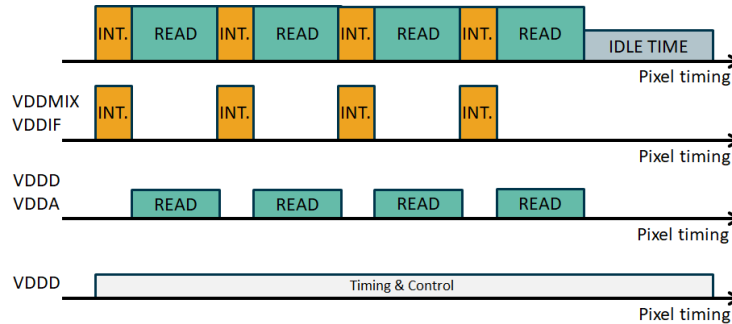 INT. READ INT. READ INT. READ INT. READ IDLE TIME
Pixel timing
VDDMIX
VDDIF
INT. INT. INT. INT.
Pixel timing
VDDD
VDDA
READ READ READ READ
Pixel timing
VDDD
Timing & Control
Pixel timing